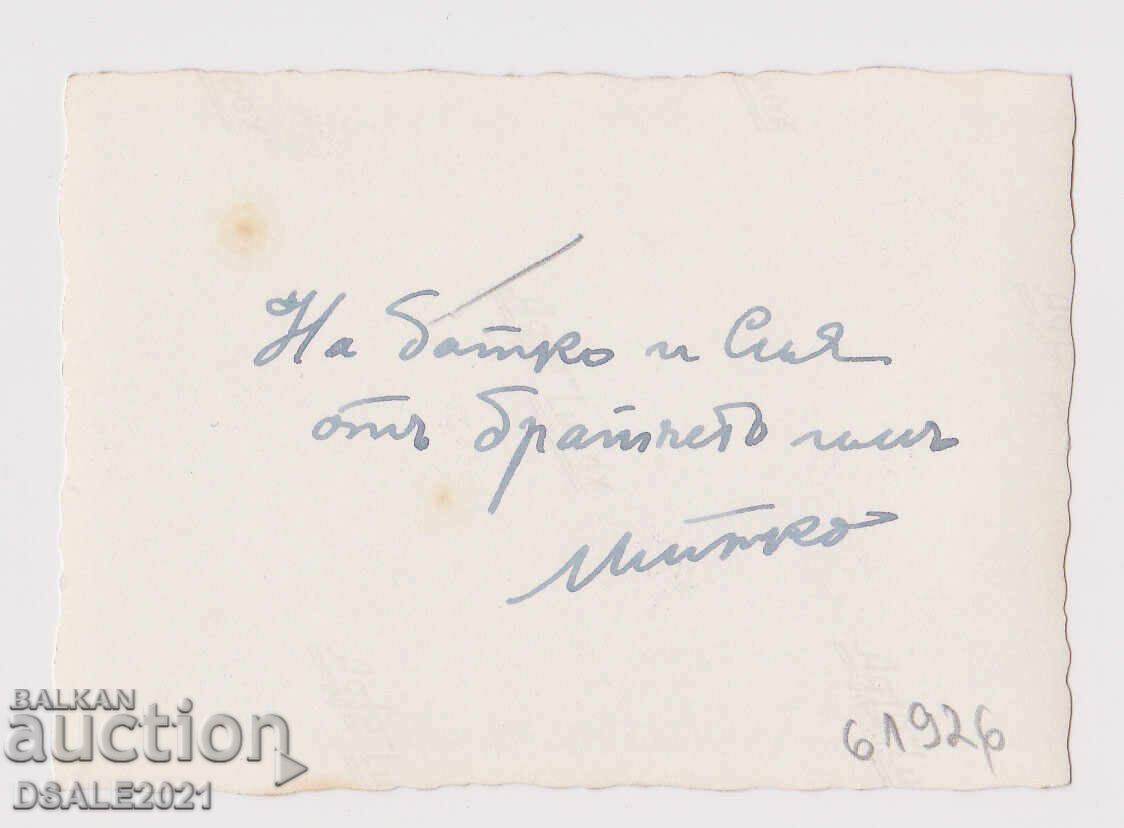 На батко и Сия
отъ братчето имъ
Митко
61926
BALKAN
auction
DSALE2021